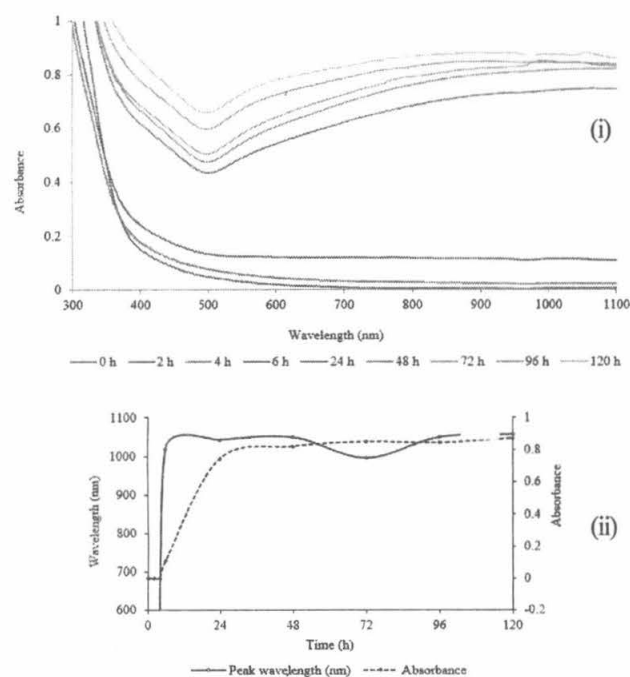 1
0.8
0.6
0.4
0.2
0
Absorbance
(i)
300 400 500 600 700 800 900 1000 1100
Wavelength (nm)
0 h 2 h 4 h 6 h 24 h 48 h 72 h 96 h 120 h
1100
1000
900
800
700
600
Wavelength (nm)
1
0.8
0.6
0.4
0.2
0
-0.2
Absorbance
(ii)
0 24 48 72 96 120
Time (h)
Peak wavelength (nm) Absorbance